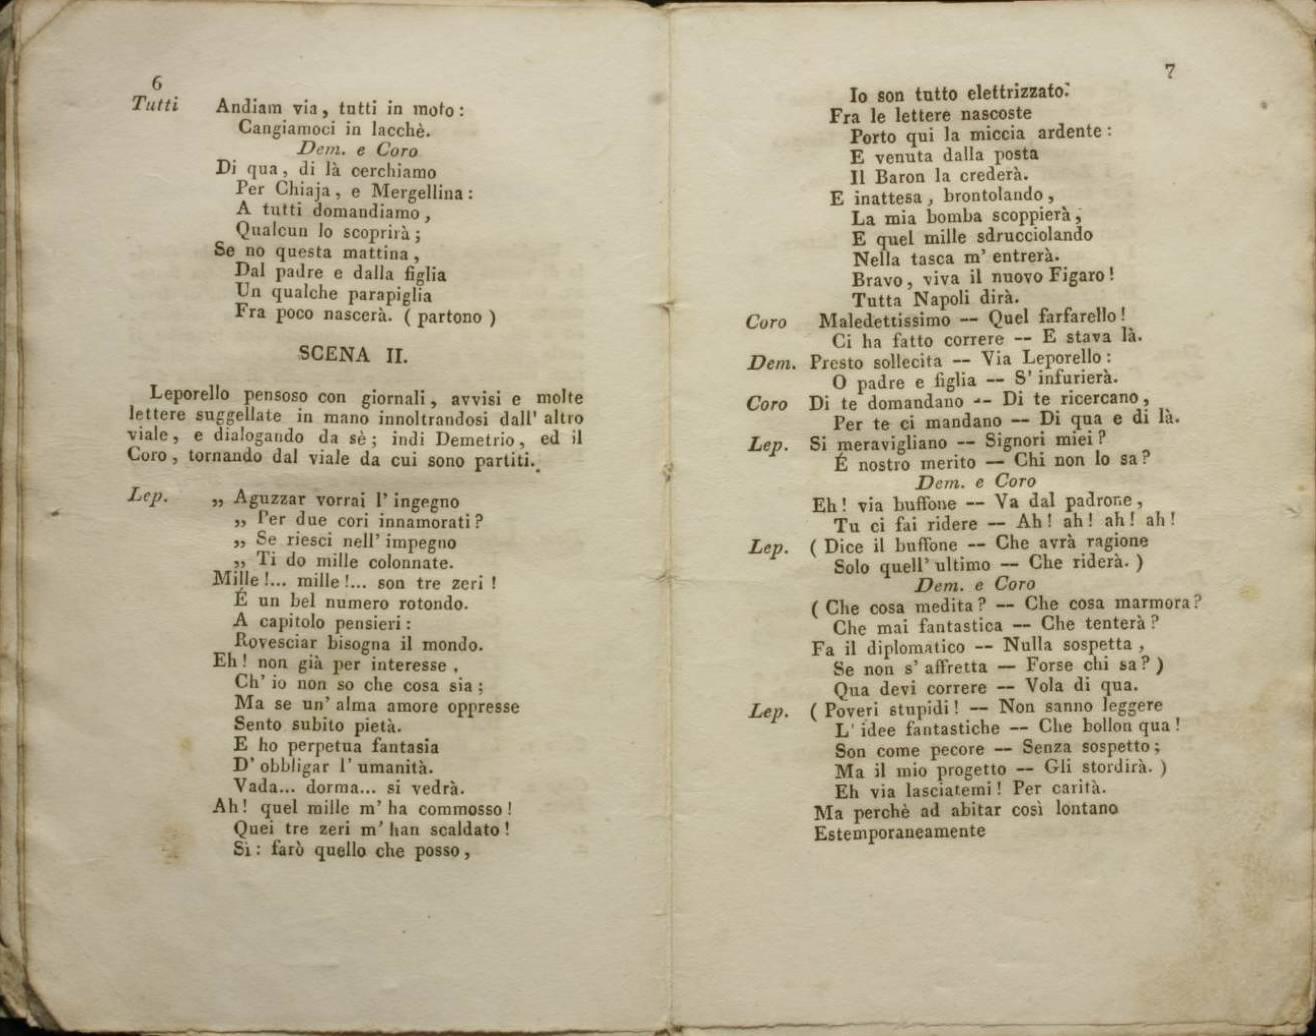 6
Tutti Andiam via, tutti in moto:
Cangiamoci in lacchè.
Dem. e Coro
Di qua, di là cerchiamo
Per Chiaja, e Mergellina:
A tutti domandiamo,
Qualcun lo scoprirà;
Se no questa mattina,
Dal padre e dalla figlia
Un qualche parapiglia
Fra poco nascerà. (partono)
SCENA II.
Leporello pensoso con giornali, avvisi e molte
lettere suggellate in mano innoltrandosi dall' altro
viale, e dialogando da sè; indi Demetrio, ed il
Coro, tornando dal viale da cui sono partiti.
Lep. „ Aguzzar vorrai l' ingegno
„ Per due cori innamorati?
„ Se riesci nell' impegno
„ Ti do mille colonnate.
Mille!... mille!... son tre zeri!
É un bel numero rotondo.
A capitolo pensieri:
Rovesciar bisogna il mondo.
Eh! non già per interesse.
Ch' io non so che cosa sia;
Ma se un' alma amore oppresse
Sento subito pietà.
E ho perpetua fantasia
D' obbligar l' umanità.
Vada... dorma... si vedrà.
Ah! quel mille m' ha commosso!
Quei tre zeri m' han scaldato!
Sì: farò quello che posso,
7
Io son tutto elettrizzato:
Fra le lettere nascoste
Porto qui la miccia ardente:
E venuta dalla posta
Il Baron la crederà.
E inattesa, brontolando,
La mia bomba scoppierà,
E quel mille sdrucciolando
Nella tasca m' entrerà.
Bravo, viva il nuovo Figaro!
Tutta Napoli dirà.
Coro Maledettissimo -- Quel farfarello!
Ci ha fatto correre -- E stava là.
Dem. Presto sollecita -- Via Leporello:
O padre e figlia -- S' infurierà.
Coro Di te domandano -- Di te ricercano,
Per te ci mandano -- Di qua e di là.
Lep. Si meravigliano -- Signori miei?
É nostro merito -- Chi non lo sa?
Dem. e Coro
Eh! via buffone -- Va dal padrone,
Tu ci fai ridere -- Ah! ah! ah! ah!
Lep. (Dice il buffone -- Che avrà ragione
Solo quell' ultimo -- Che riderà.)
Dem. e Coro
(Che cosa medita? -- Che cosa marmora?
Che mai fantastica -- Che tenterà?
Fa il diplomatico -- Nulla sospetta,
Se non s' affretta -- Forse chi sa?)
Qua devi correre -- Vola di qua.
Lep. (Poveri stupidi! -- Non sanno leggere
L' idee fantastiche -- Che bollon qua!
Son come pecore -- Senza sospetto;
Ma il mio progetto -- Gli stordirà.)
Eh via lasciatemi! Per carità.
Ma perchè ad abitar così lontano
Estemporaneamente